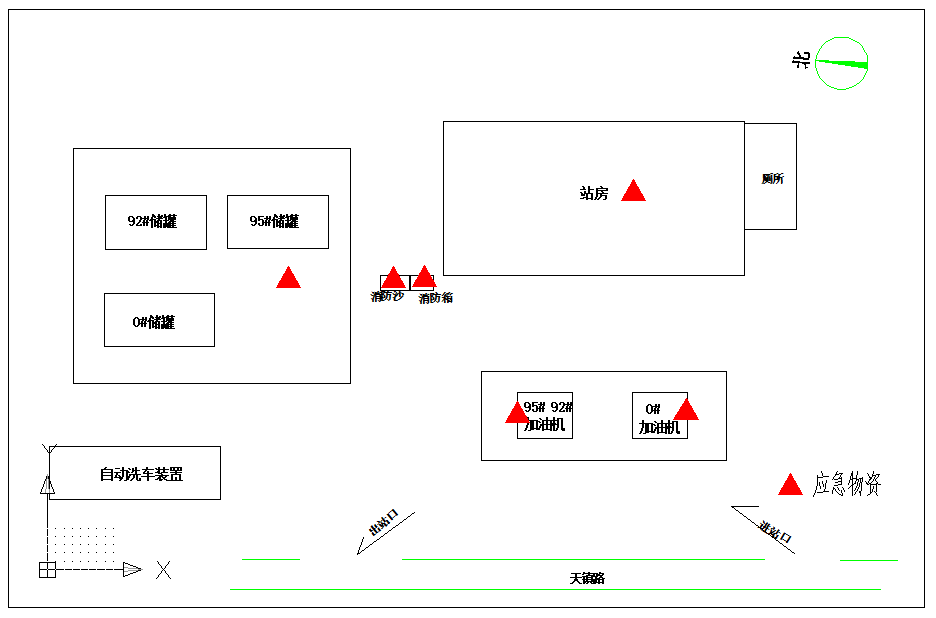 北
站房
厕所
92#储罐
95#储罐
消防沙
消防箱
0#储罐
95# 92#
加油机
0#
加油机
Y
自动洗车装置
应急物资
出站口
进站口
X
天镇路